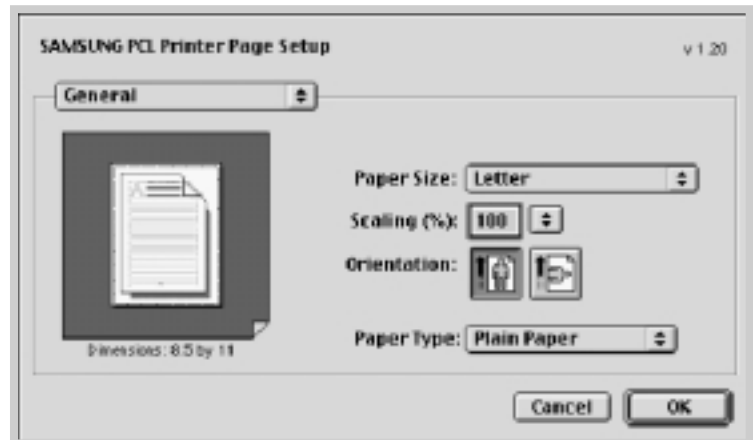 SAMSUNG PCL Printer Page Setup
v 1.20
General
Paper Size: Letter
Scaling (%): 100
Orientation:
Paper Type: Plain Paper
Dimensions: 8.5 by 11
Cancel
OK